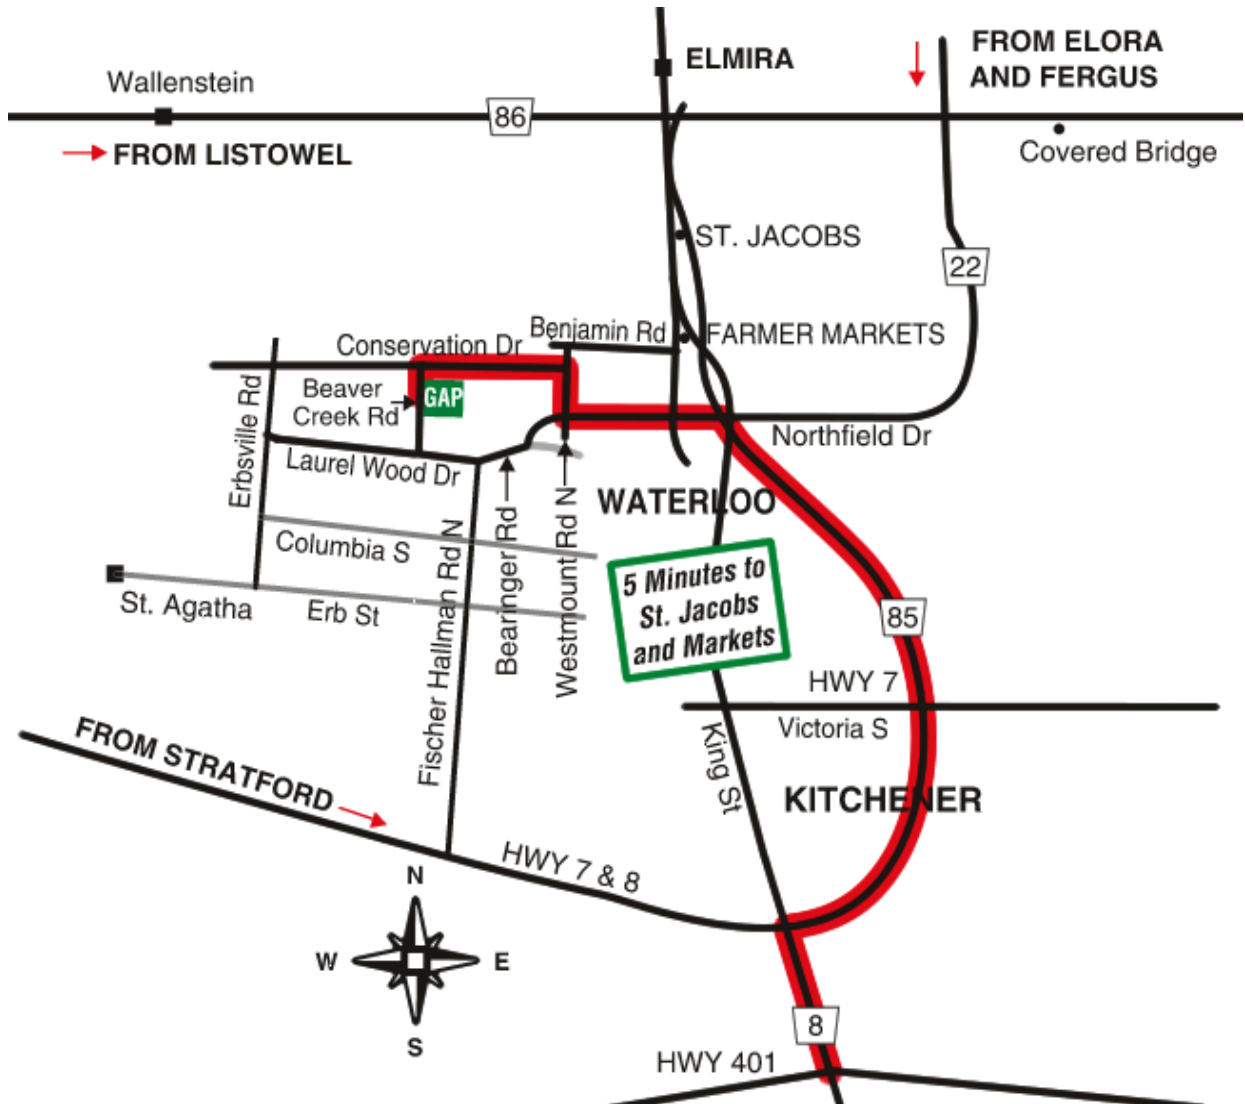 FROM ELORA
AND FERGUS
ELMIRA
Wallenstein
86
FROM LISTOWEL
Covered Bridge
ST. JACOBS
22
Benjamin Rd
FARMER MARKETS
Conservation Dr
Beaver
Creek Rd
GAP
Erbsville Rd
Northfield Dr
Laurel Wood Dr
WATERLOO
Columbia S
Fischer Hallman Rd N
Bearinger Rd
Westmount Rd N
5 Minutes to
St. Jacobs
and Markets
St. Agatha
Erb St
85
HWY 7
Victoria S
FROM STRATFORD
King St
KITCHENER
HWY 7 & 8
N
W
E
S
8
HWY 401